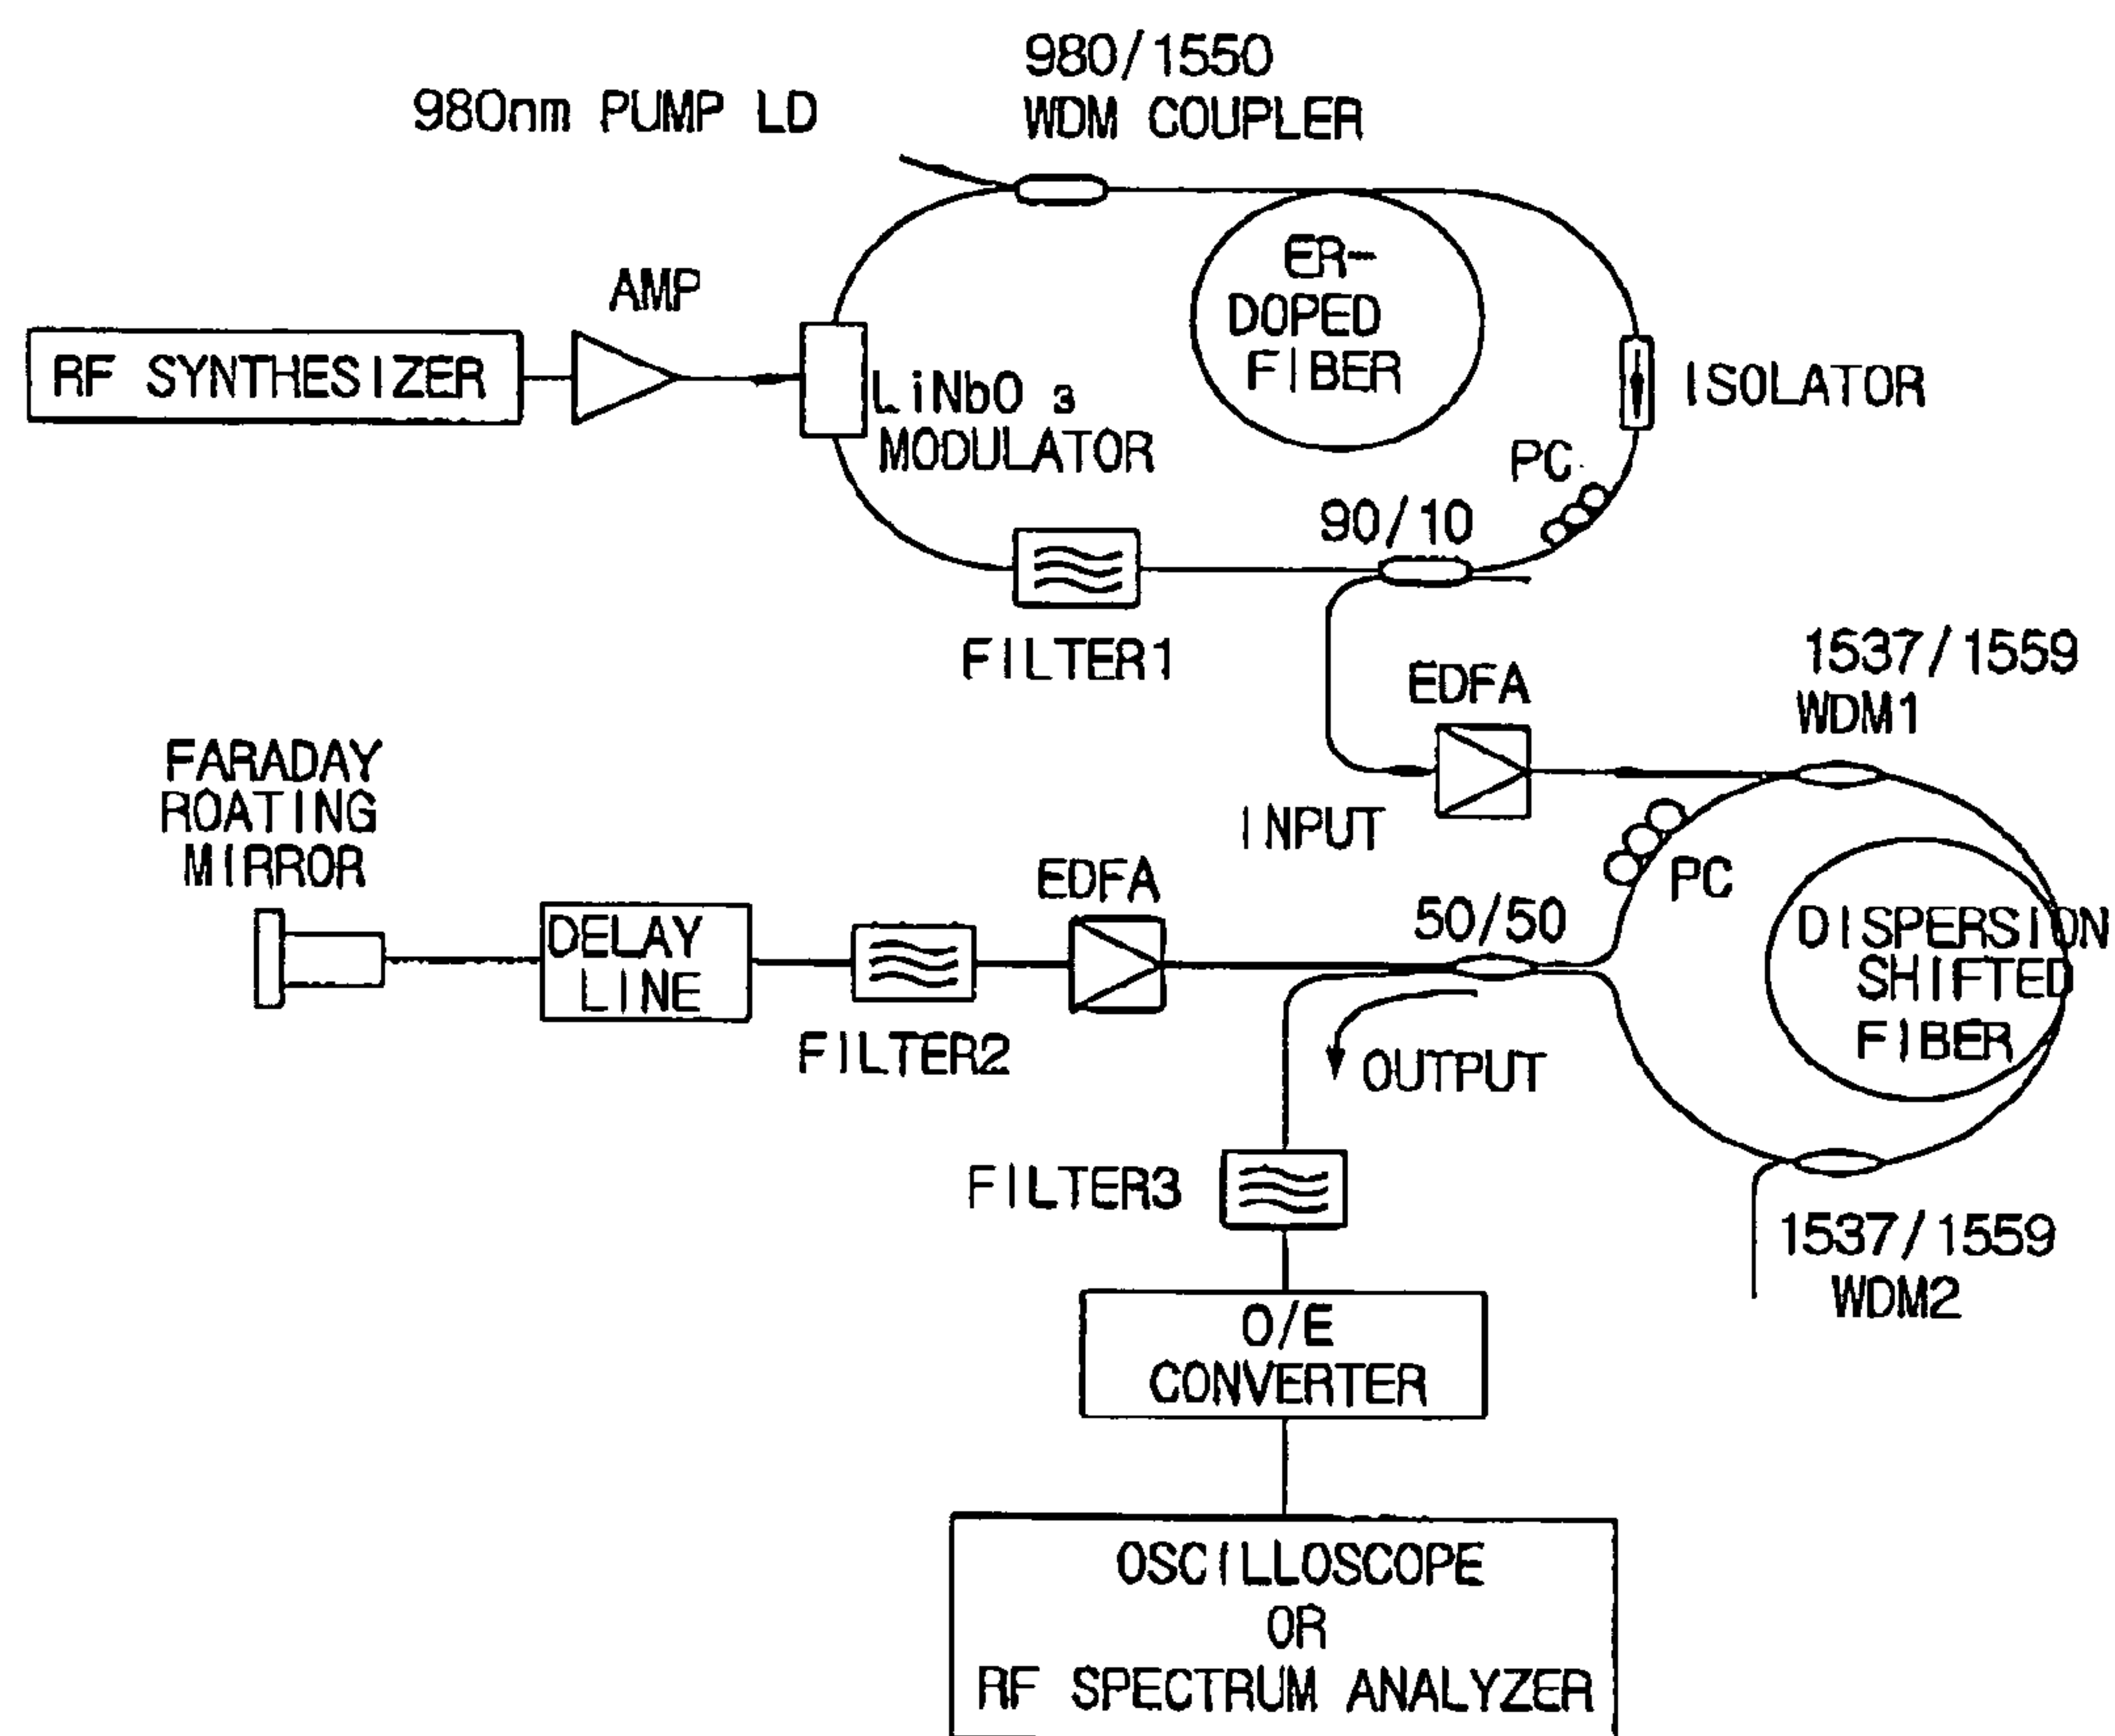 980/1550
WDM COUPLER
980nm PUMP LD
ER-
DOPED
FIBER
AMP
RF SYNTHESIZER
LiNbO 3
MODULATOR
ISOLATOR
PC
90/10
FILTER1
1537/1559
WDM1
EDFA
INPUT
PC
FARADAY
ROATING
MIRROR
DELAY
LINE
FILTER2
EDFA
50/50
DISPERSION
SHIFTED
FIBER
OUTPUT
FILTER3
1537/1559
WDM2
O/E
CONVERTER
OSCILLOSCOPE
OR
RF SPECTRUM ANALYZER